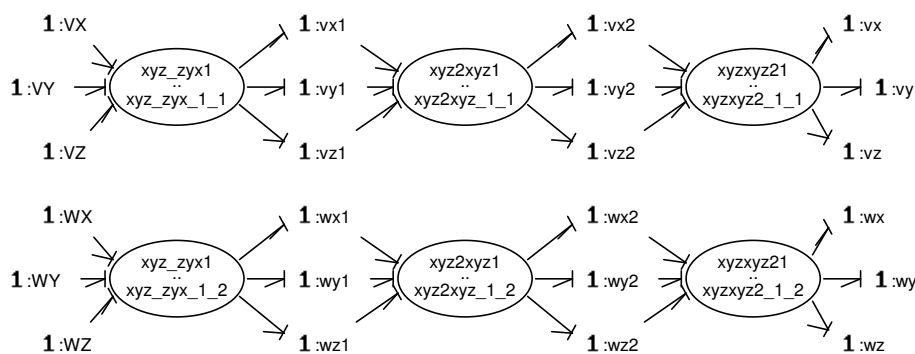 1 :VX 1 :vx1 1 :vx2 1 :vx
xyz_zyx1 xyz2xyz1 xyzxyz21
1 :VY .. 1 :vy1 .. 1 :vy2 .. 1 :vy
xyz_zyx_1_1 xyz2xyz_1_1 xyzxyz2_1_1
1 :VZ 1 :vz1 1 :vz2 1 :vz
1 :WX 1 :wx1 1 :wx2 1 :wx
xyz_zyx1 xyz2xyz1 xyzxyz21
1 :WY .. 1 :wy1 .. 1 :wy2 .. 1 :wy
xyz_zyx_1_2 xyz2xyz_1_2 xyzxyz2_1_2
1 :WZ 1 :wz1 1 :wz2 1 :wz